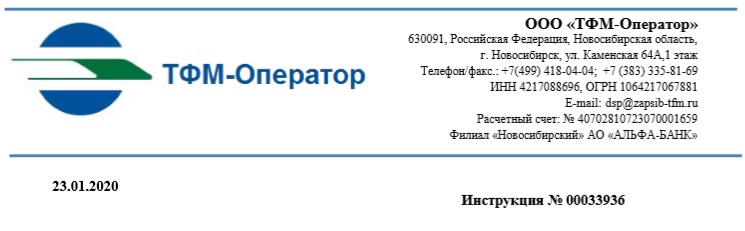 ООО «ТФМ-Оператор»
630091, Российская Федерация, Новосибирская область,
г. Новосибирск, ул. Каменская 64А,1 этаж
Телефон/факс.: +7(499) 418-04-04; +7 (383) 335-81-69
ИНН 4217088696, ОГРН 1064217067881
E-mail: dsp@zapsib-tfm.ru
Расчетный счет: № 40702810723070001659
Филиал «Новосибирский» АО «АЛЬФА-БАНК»
ТФМ-Оператор
23.01.2020
Инструкция № 00033936